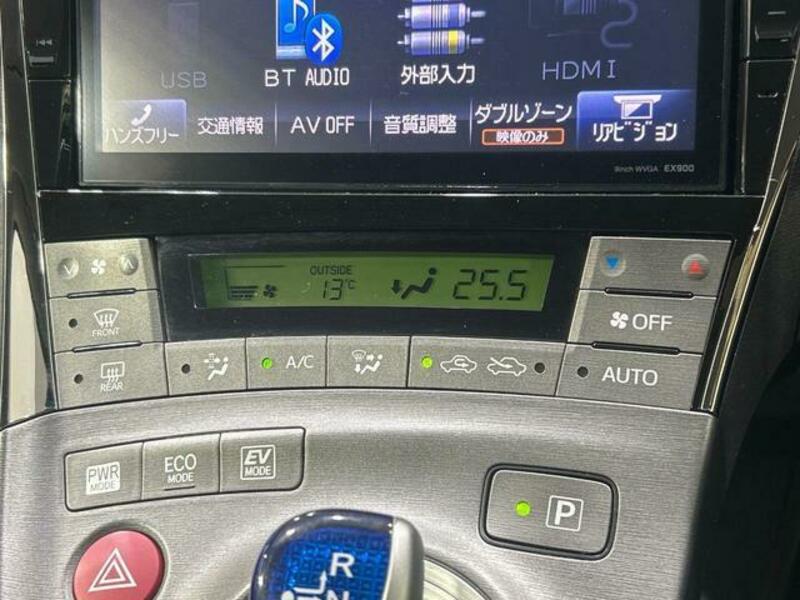 USB
BT AUDIO
外部入力
HDMI
ハンズフリー
交通情報
AV OFF
音質調整
ダブルゾーン
映像のみ
リアビジョン
9inch WVGA EX900
OUTSIDE
13℃
25.5
FRONT
OFF
REAR
A/C
AUTO
PWR
MODE
ECO
MODE
EV
MODE
P
R
N